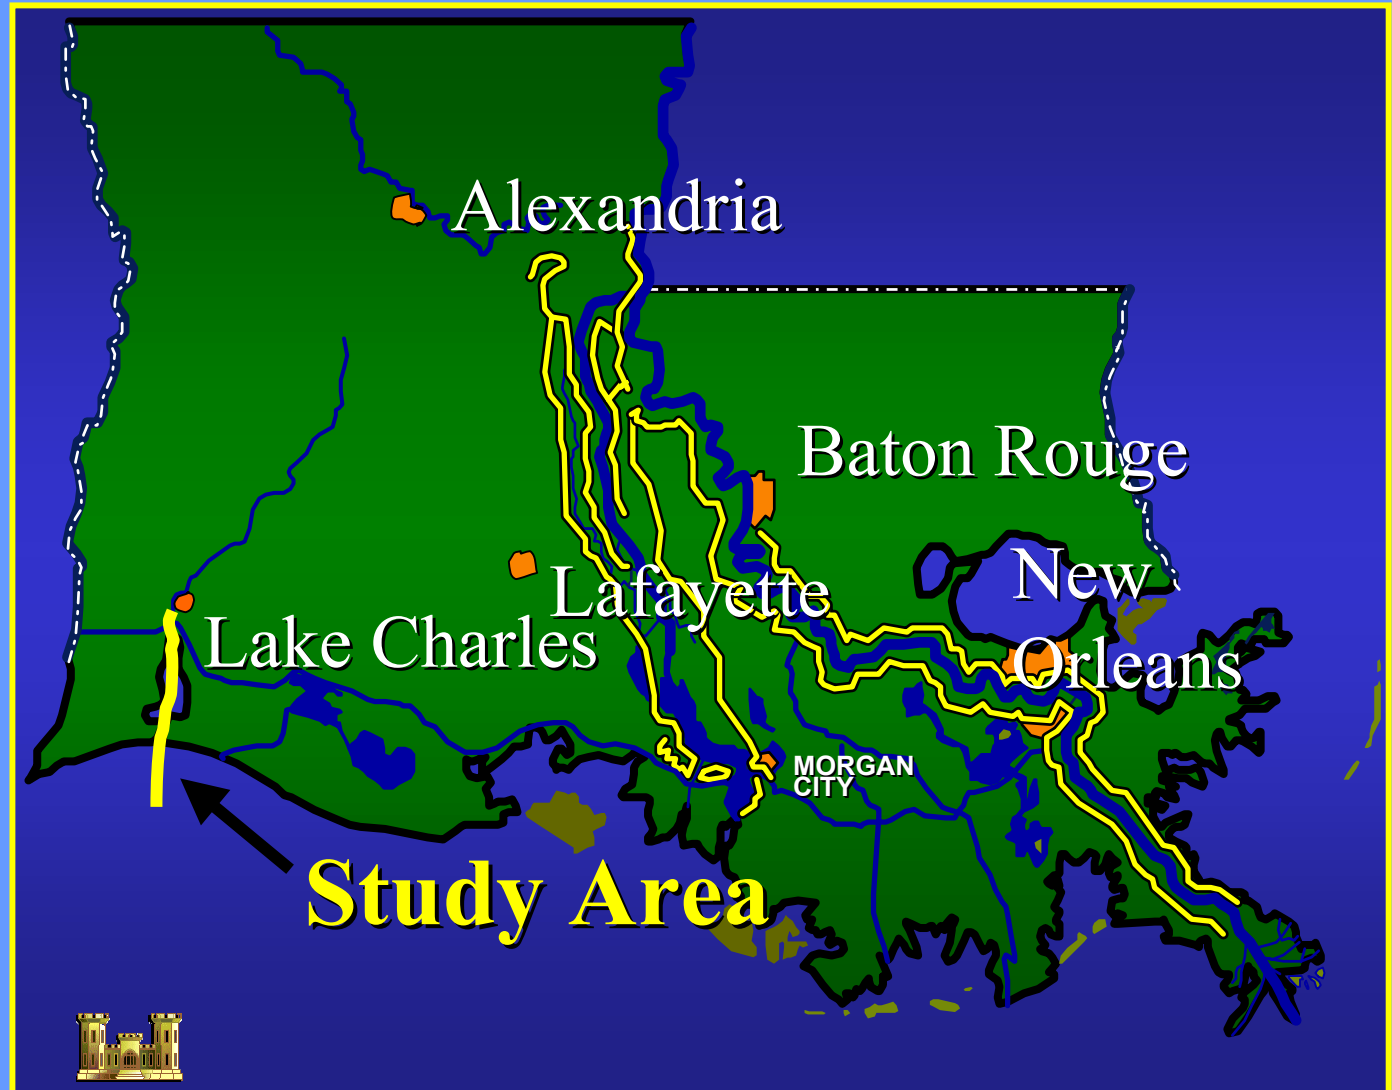 Alexandria
Baton Rouge
New
Orleans
Lafayette
Lake Charles
MORGAN
CITY
Study Area